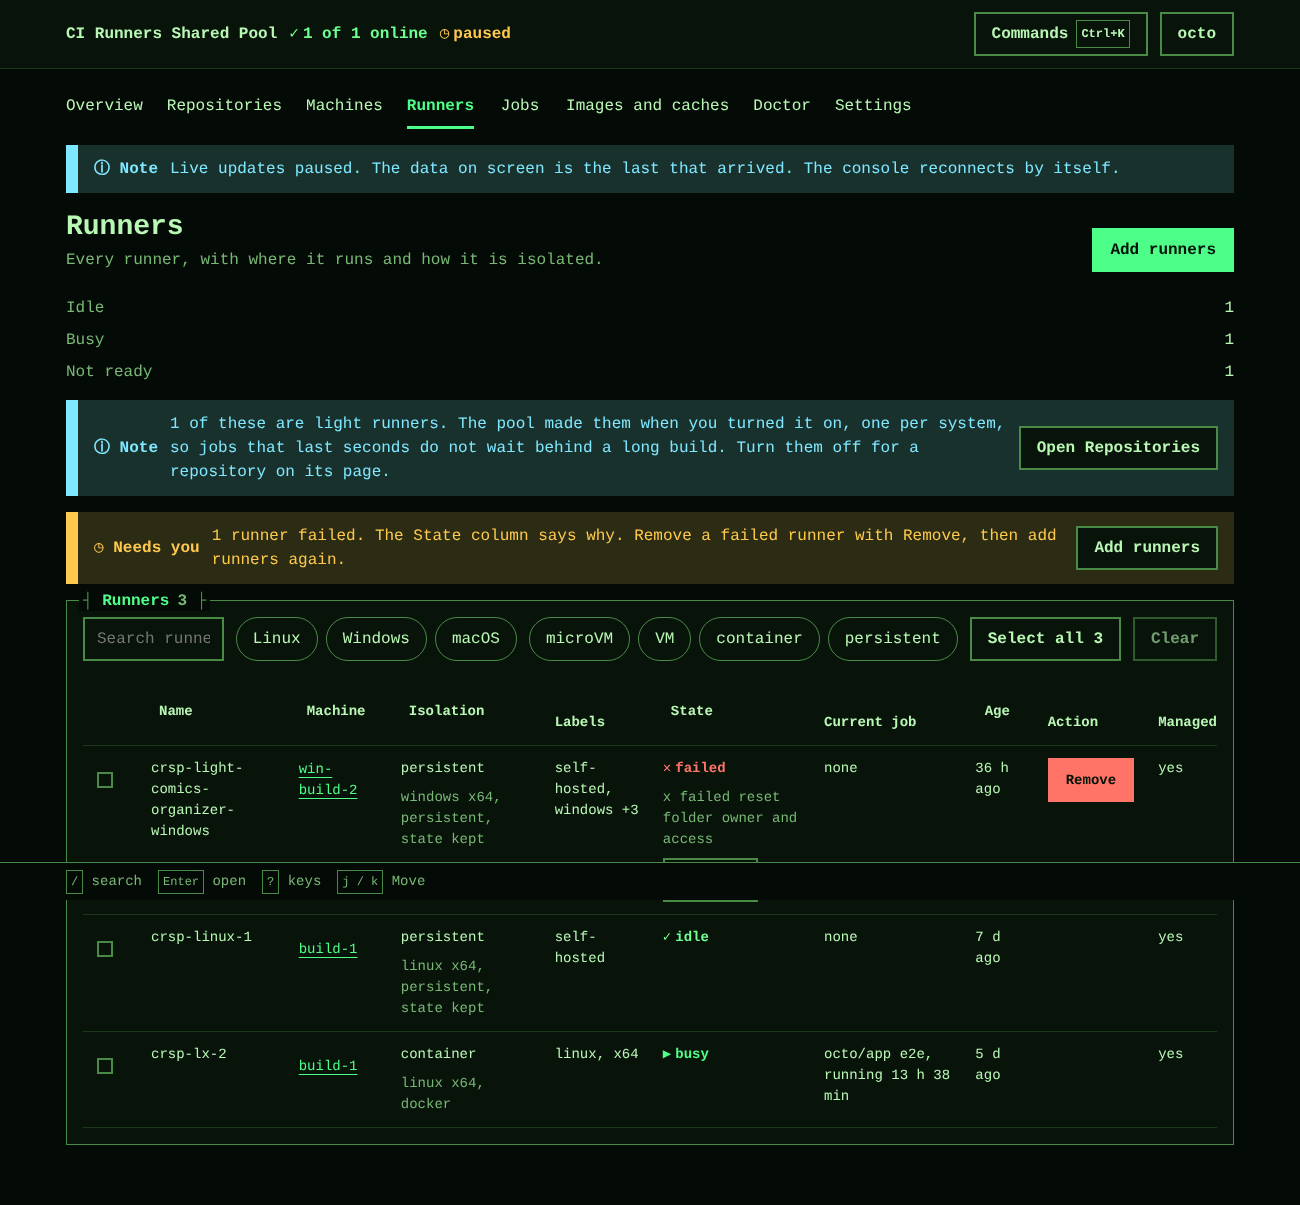 CI Runners Shared Pool ✓ 1 of 1 online ◷ paused
Commands Ctrl+K octo
Overview Repositories Machines Runners Jobs Images and caches Doctor Settings
ⓘ Note Live updates paused. The data on screen is the last that arrived. The console reconnects by itself.
Runners
Every runner, with where it runs and how it is isolated.
Add runners
Idle 1
Busy 1
Not ready 1
ⓘ Note
1 of these are light runners. The pool made them when you turned it on, one per system,
so jobs that last seconds do not wait behind a long build. Turn them off for a
repository on its page.
Open Repositories
◷ Needs you
1 runner failed. The State column says why. Remove a failed runner with Remove, then add
runners again.
Add runners
┤ Runners 3 ├
Search runne Linux Windows macOS microVM VM container persistent Select all 3 Clear
Name Machine Isolation Labels State Current job Age Action Managed
crsp-light-
comics-
organizer-
windows
win-
build-2
persistent
windows x64,
persistent,
state kept
self-
hosted,
windows +3
× failed
x failed reset
folder owner and
access
none
36 h
ago
Remove
yes
/ search Enter open ? keys j / k Move
crsp-linux-1
build-1
persistent
linux x64,
persistent,
state kept
self-
hosted
✓ idle
none
7 d
ago
yes
crsp-lx-2
build-1
container
linux x64,
docker
linux, x64
▶ busy
octo/app e2e,
running 13 h 38
min
5 d
ago
yes